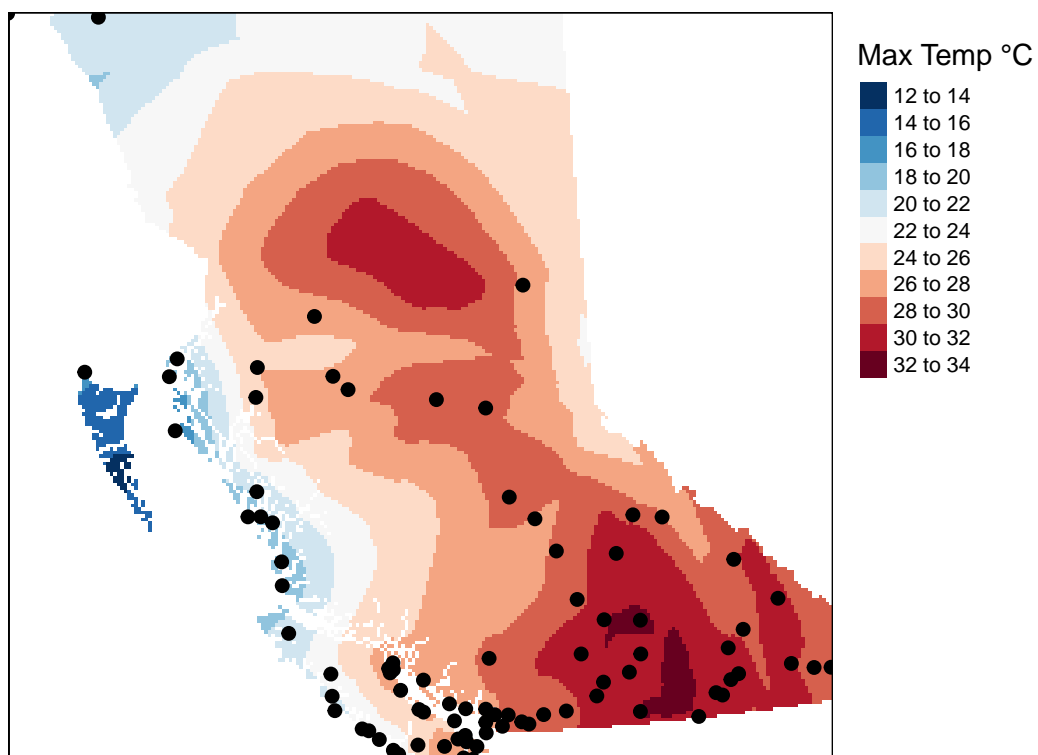 Max Temp °C
12 to 14
14 to 16
16 to 18
18 to 20
20 to 22
22 to 24
24 to 26
26 to 28
28 to 30
30 to 32
32 to 34